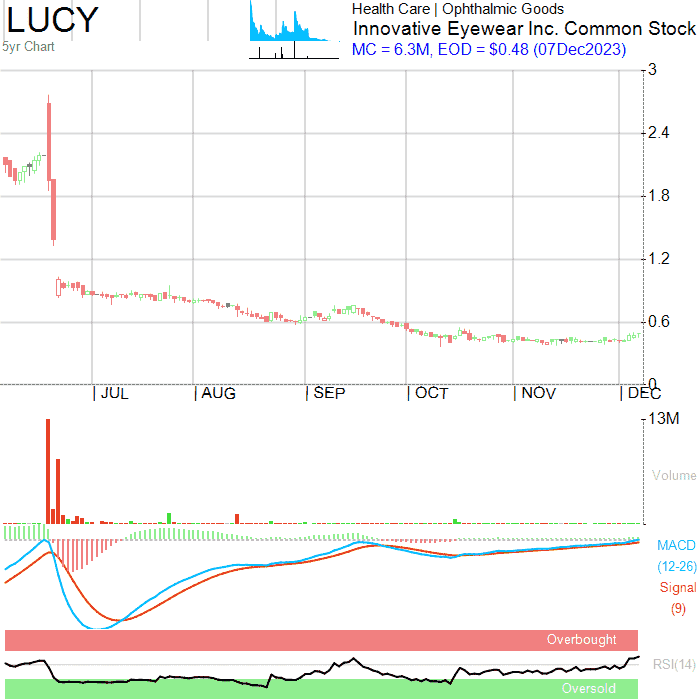 LUCY
5yr Chart
Health Care | Ophthalmic Goods
Innovative Eyewear Inc. Common Stock
MC = 6.3M, EOD = $0.48 (07Dec2023)
3
2.4
1.8
1.2
0.6
0
JUL AUG SEP OCT NOV DEC
13M
Volume
MACD
(12-26)
Signal
(9)
Overbought
RSI(14)
Oversold